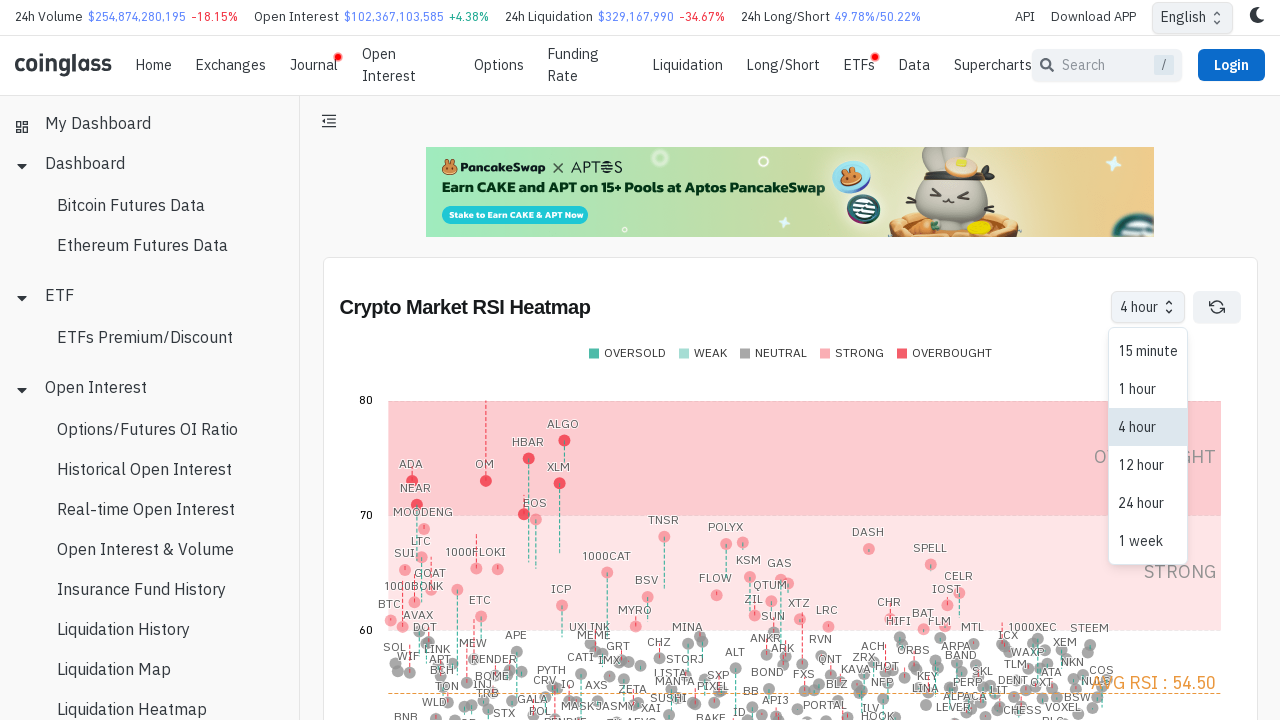 24h Volume $254,874,280,195 -18.15% Open Interest $102,367,103,585 +4.38% 24h Liquidation $329,167,990 -34.67% 24h Long/Short 49.78%/50.22% API Download APP English
coinglass Home Exchanges Journal Open Interest Options Funding Rate Liquidation Long/Short ETFs Data Supercharts Search / Login
My Dashboard
Dashboard
Bitcoin Futures Data
Ethereum Futures Data
ETF
ETFs Premium/Discount
Open Interest
Options/Futures OI Ratio
Historical Open Interest
Real-time Open Interest
Open Interest & Volume
Insurance Fund History
Liquidation History
Liquidation Map
Liquidation Heatmap
PancakeSwap × APTOS
Earn CAKE and APT on 15+ Pools at Aptos PancakeSwap
Stake to Earn CAKE & APT Now
Crypto Market RSI Heatmap
4 hour
15 minute
1 hour
4 hour
12 hour
24 hour
1 week
OVERSOLD WEAK NEUTRAL STRONG OVERBOUGHT
80
ALGO
HBAR
ADA OM XLM
NEAR
EOS
70
MOODENG
TNSR POLYX DASH
LTC
SUI 1000FLOKI 1000CAT KSM GAS SPELL
GOAT BSV FLOW CELR
STRONG
1000BONK ICP QTUM IOST
BTC ETC MYRO ZIL XTZ CHR
AVAX SUN LRC BAT
60
DOT APE UXLINK MINA HIFI FLM MTL 1000XEC STEEM
SOL LINK MEW MEME GRT CHZ ANKR RVN ACH ARPA ICX XEM
WIF APT RENDER CATI IMX STORJ ALT ARK ZRX ORBS BAND WAXP NKN
BCH BOME PYTH JSTA SXP BOND FXS QNT KAVA HOT KEY SKL TLM ATA COS
TON INJ CRV IO AXS ZETA MANTA PIXEL BB BLZ NFP LINA PERP LIT DENT OXT
AVG RSI : 54.50
WLD TRB GALA MASK JASMY SUSHI API3 PORTAL ILV ALPACA BSW
BNB STX POL XAI BAKE ID HOOK LEVER CHESS VOXEL